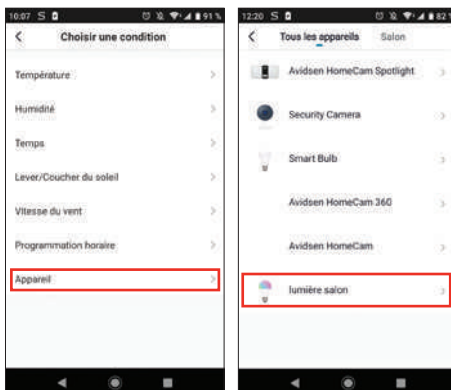 10:07 S 91 %
Choisir une condition
Température
Humidité
Temps
Lever/Coucher du soleil
Vitesse du vent
Programmation horaire
Appareil
12:20 S 82 %
Tous les appareils Salon
Avidsen HomeCam Spotlight
Security Camera
Smart Bulb
Avidsen HomeCam 360
Avidsen HomeCam
lumière salon